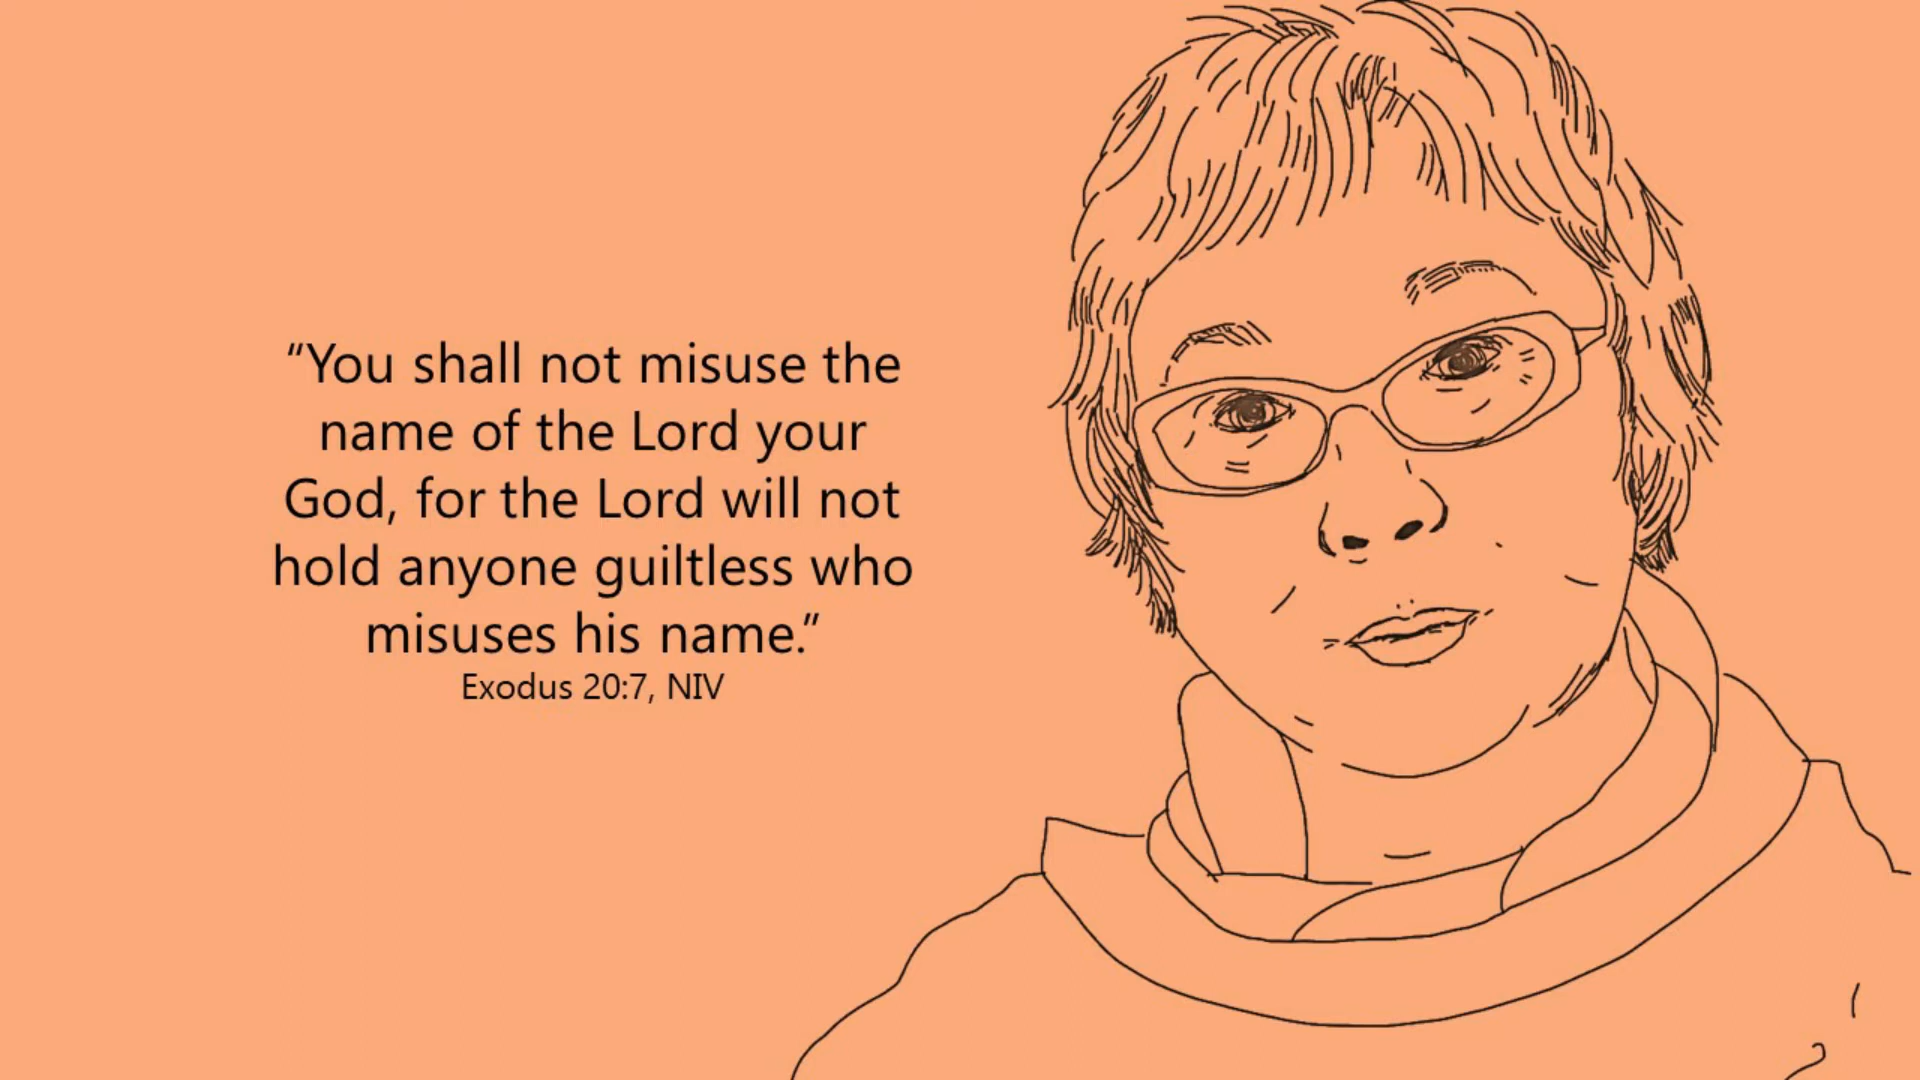 “You shall not misuse the
name of the Lord your
God, for the Lord will not
hold anyone guiltless who
misuses his name.”
Exodus 20:7, NIV